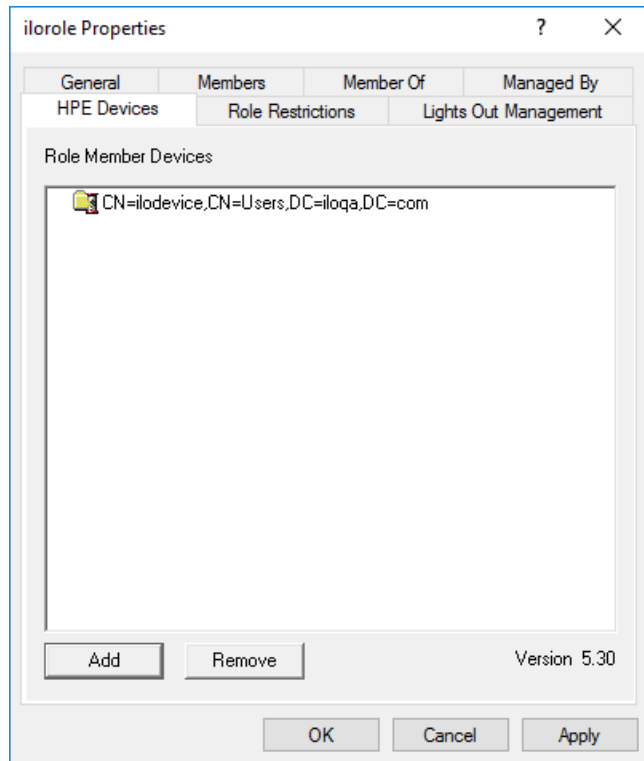 ilorole Properties
General Members Member Of Managed By
HPE Devices Role Restrictions Lights Out Management
Role Member Devices
CN=ilodevice,CN=Users,DC=iloqa,DC=com
Add Remove Version 5.30
OK Cancel Apply